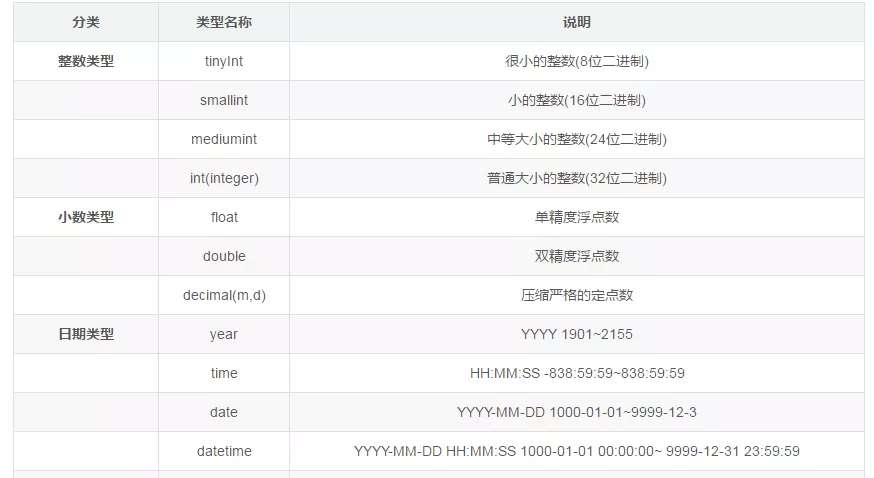 分类 类型名称 说明
整数类型 tinyInt 很小的整数(8位二进制)
smallint 小的整数(16位二进制)
mediumint 中等大小的整数(24位二进制)
int(integer) 普通大小的整数(32位二进制)
小数类型 float 单精度浮点数
double 双精度浮点数
decimal(m,d) 压缩严格的定点数
日期类型 year YYYY 1901~2155
time HH:MM:SS -838:59:59~838:59:59
date YYYY-MM-DD 1000-01-01~9999-12-3
datetime YYYY-MM-DD HH:MM:SS 1000-01-01 00:00:00~ 9999-12-31 23:59:59